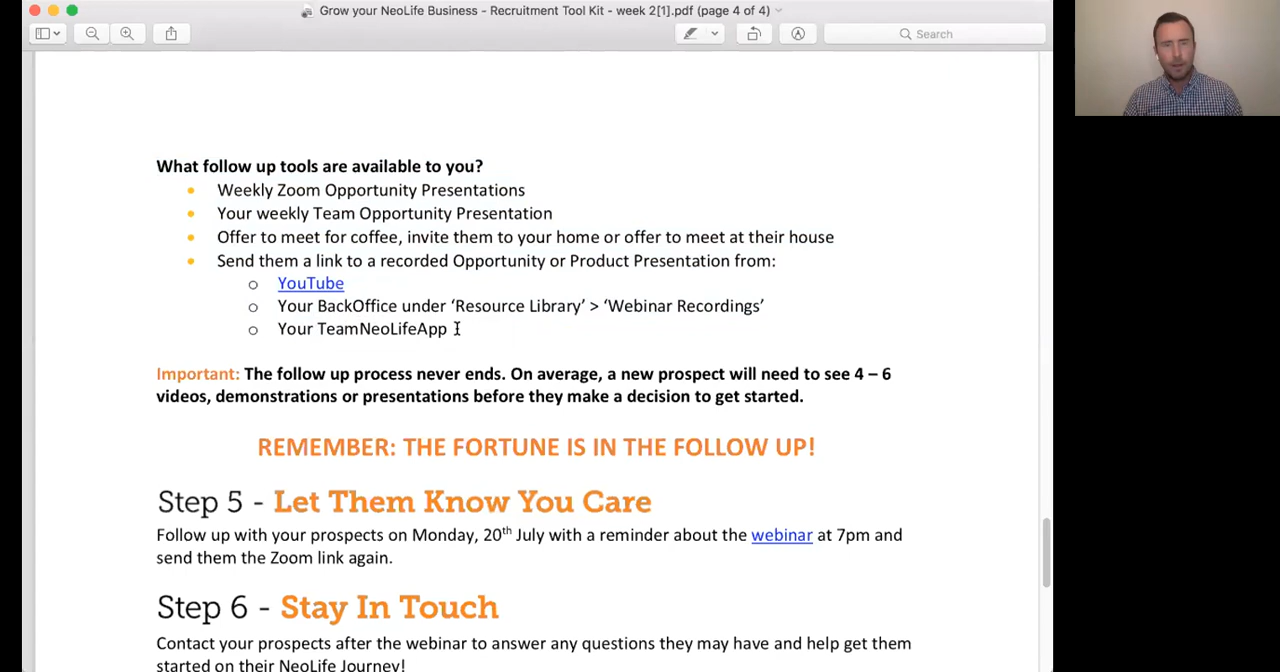 Grow your NeoLife Business - Recruitment Tool Kit - week 2[1].pdf (page 4 of 4)
Search
What follow up tools are available to you?
• Weekly Zoom Opportunity Presentations
• Your weekly Team Opportunity Presentation
• Offer to meet for coffee, invite them to your home or offer to meet at their house
• Send them a link to a recorded Opportunity or Product Presentation from:
o YouTube
o Your BackOffice under ‘Resource Library’ > ‘Webinar Recordings’
o Your TeamNeoLifeApp
Important: The follow up process never ends. On average, a new prospect will need to see 4 – 6
videos, demonstrations or presentations before they make a decision to get started.
REMEMBER: THE FORTUNE IS IN THE FOLLOW UP!
Step 5 - Let Them Know You Care
Follow up with your prospects on Monday, 20th July with a reminder about the webinar at 7pm and
send them the Zoom link again.
Step 6 - Stay In Touch
Contact your prospects after the webinar to answer any questions they may have and help get them
started on their NeoLife Journey!